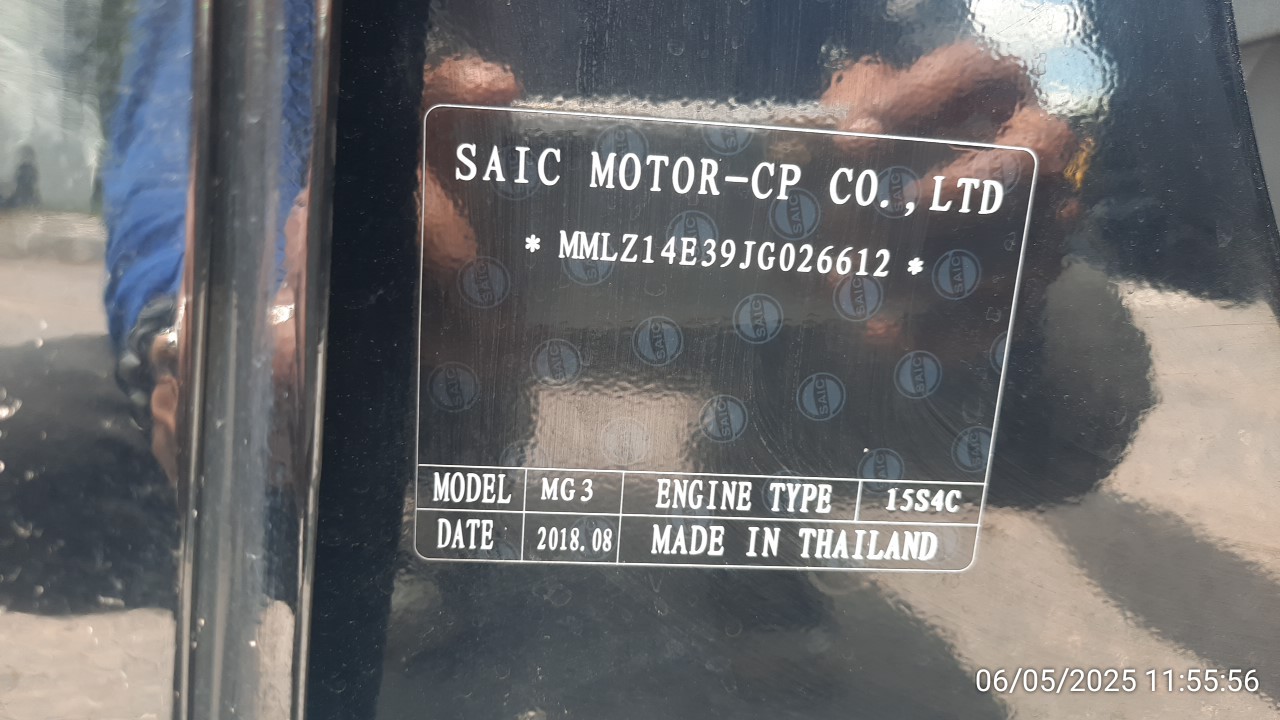 SAIC MOTOR-CP CO.,LTD
* MMLZ14E39JG026612 *
MODEL MG3 ENGINE TYPE 15S4C
DATE 2018.08 MADE IN THAILAND
06/05/2025 11:55:56